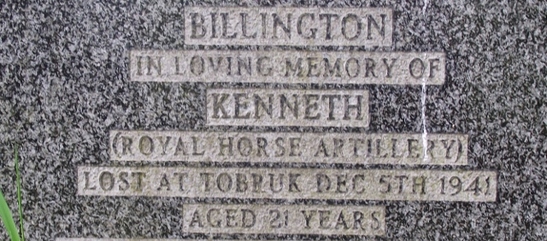 BILLINGTON
IN LOVING MEMORY OF
KENNETH
(ROYAL HORSE ARTILLERY)
LOST AT TOBRUK DEC 5TH 1941
AGED 21 YEARS